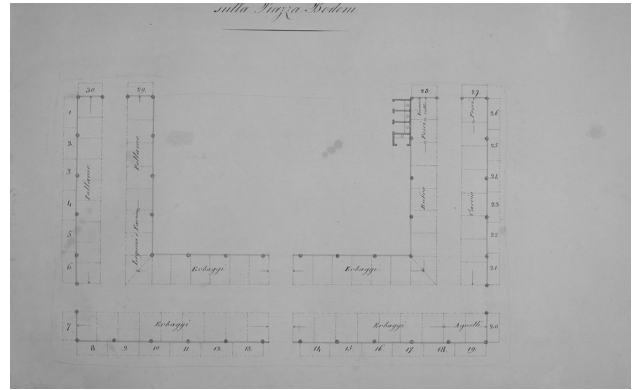 sulla Piazza Bodoni
30. 29. 28. 27.
1. 26.
2. 25.
3. 24.
4. 23.
5. 22.
6. 21.
Pollame
Pollame
Burro
Erbaggi
Erbaggi
7. Erbaggi Erbaggi Agnelli 20
8. 9. 10. 11. 12. 13. 14. 15. 16. 17. 18. 19.